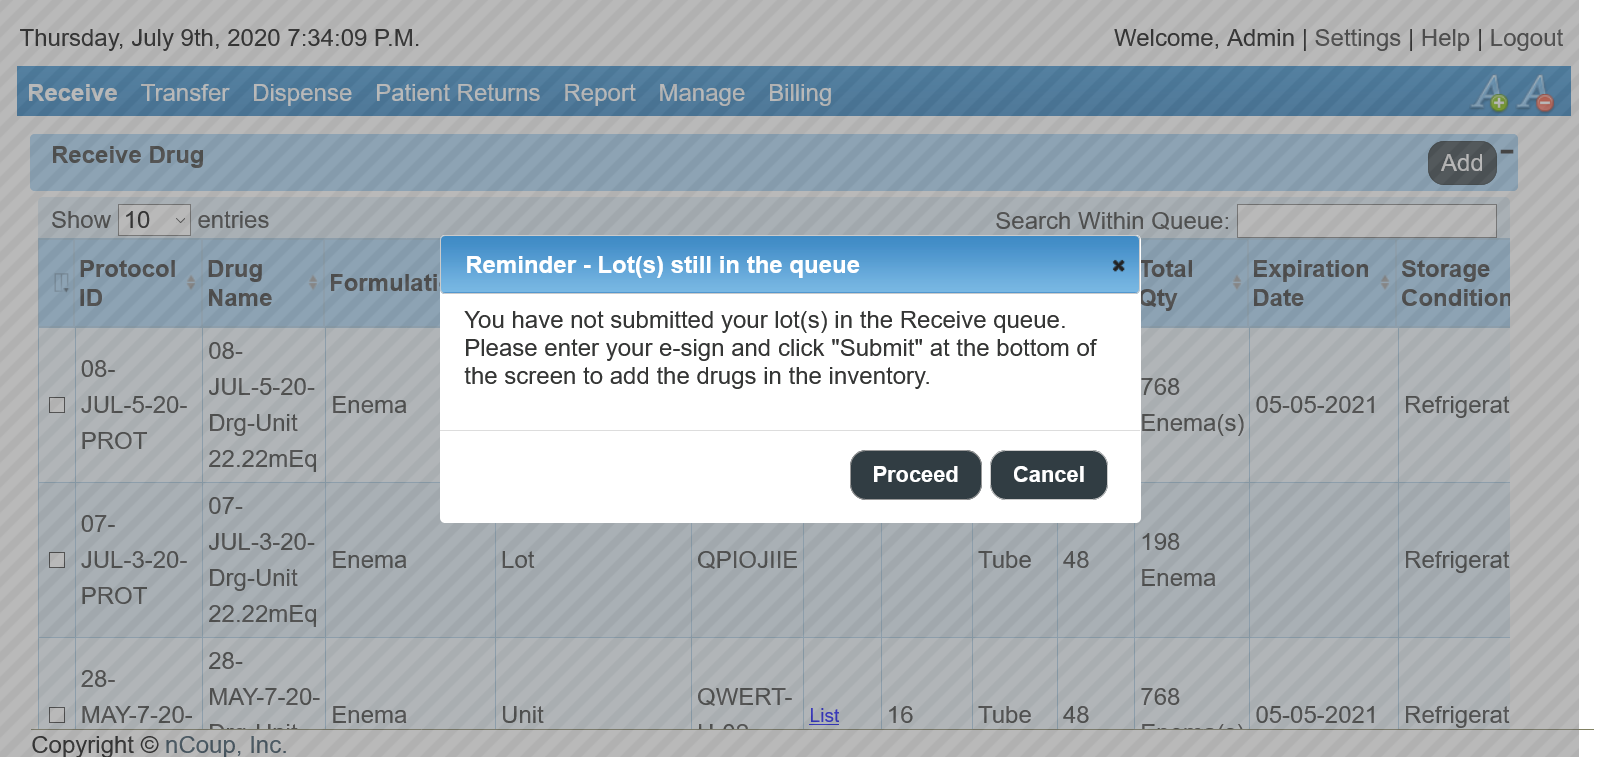 Thursday, July 9th, 2020 7:34:09 P.M.
Welcome, Admin | Settings | Help | Logout
Receive Transfer Dispense Patient Returns Report Manage Billing
Receive Drug
Add
Show 10 entries
Search Within Queue:
Reminder - Lot(s) still in the queue
You have not submitted your lot(s) in the Receive queue.
Please enter your e-sign and click "Submit" at the bottom of
the screen to add the drugs in the inventory.
Proceed Cancel
Protocol
ID
Drug
Name
Formulati
Total
Qty
Expiration
Date
Storage
Condition
08-
JUL-5-20-
PROT
08-
JUL-5-20-
Drg-Unit
22.22mEq
Enema
768
Enema(s)
05-05-2021
Refrigerat
07-
JUL-3-20-
PROT
07-
JUL-3-20-
Drg-Unit
22.22mEq
Enema
Lot
QPIOJIIE
Tube
48
198
Enema
Refrigerat
28-
MAY-7-20-
28-
MAY-7-20-
Drg-Unit
Enema
Unit
QWERT-
List
16
Tube
48
768
Enema(s)
05-05-2021
Refrigerat
Copyright © nCoup, Inc.